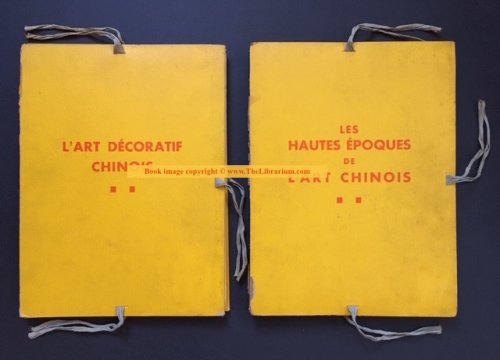 L'ART DÉCORATIF
CHINOIS
LES
HAUTES ÉPOQUES
DE
L'ART CHINOIS
Book image copyright © www.TheLibrarium.com